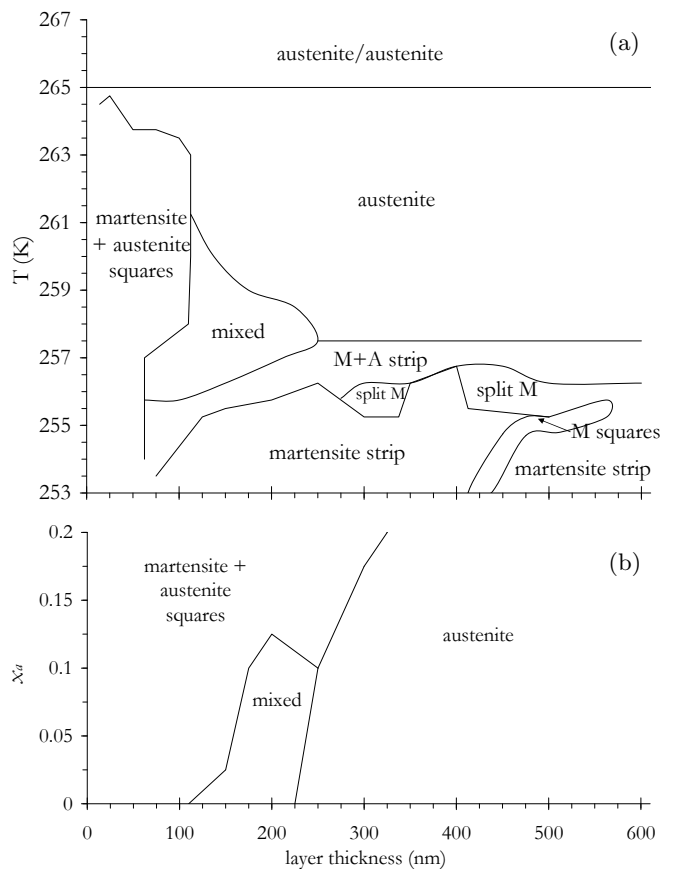 267
(a)
austenite/austenite
265
263
martensite
austenite
+ austenite
261
squares
T (K)
259
mixed
257
M+A strip
split M
split M
255
M squares
martensite strip
martensite strip
253
0.2
(b)
martensite +
austenite
squares
0.15
austenite
0.1
xₐ
mixed
0.05
0
0 100 200 300 400 500 600
layer thickness (nm)